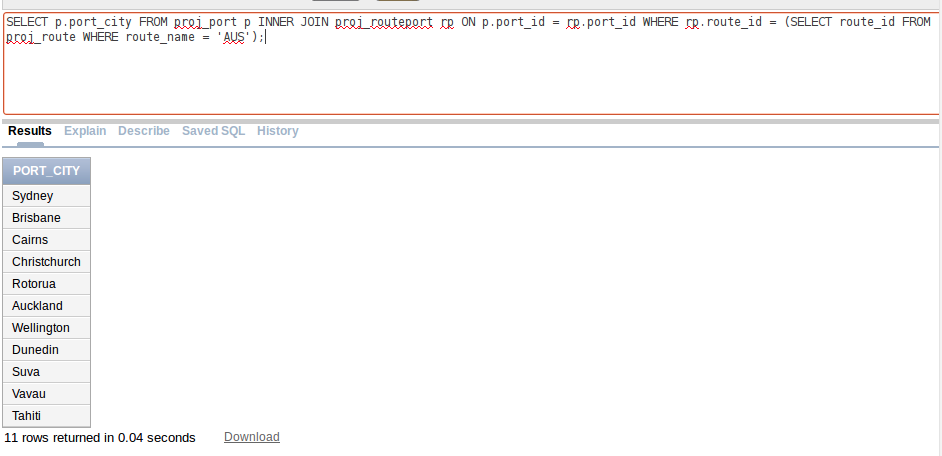 SELECT p.port_city FROM proj_port p INNER JOIN proj_routeport rp ON p.port_id = rp.port_id WHERE rp.route_id = (SELECT route_id FROM
proj_route WHERE route_name = 'AUS');
Results Explain Describe Saved SQL History
PORT_CITY
Sydney
Brisbane
Cairns
Christchurch
Rotorua
Auckland
Wellington
Dunedin
Suva
Vavau
Tahiti
11 rows returned in 0.04 seconds Download